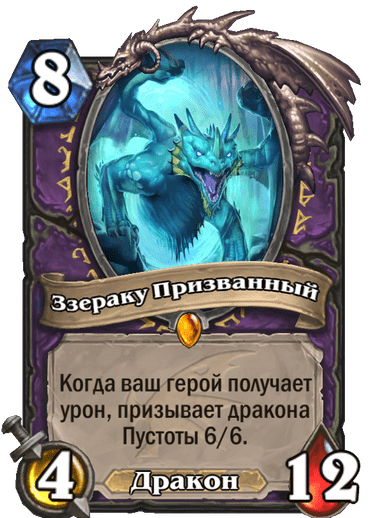 8
Ззераку Призванный
Когда ваш герой получает
урон, призывает дракона
Пустоты 6/6.
4
Дракон
12